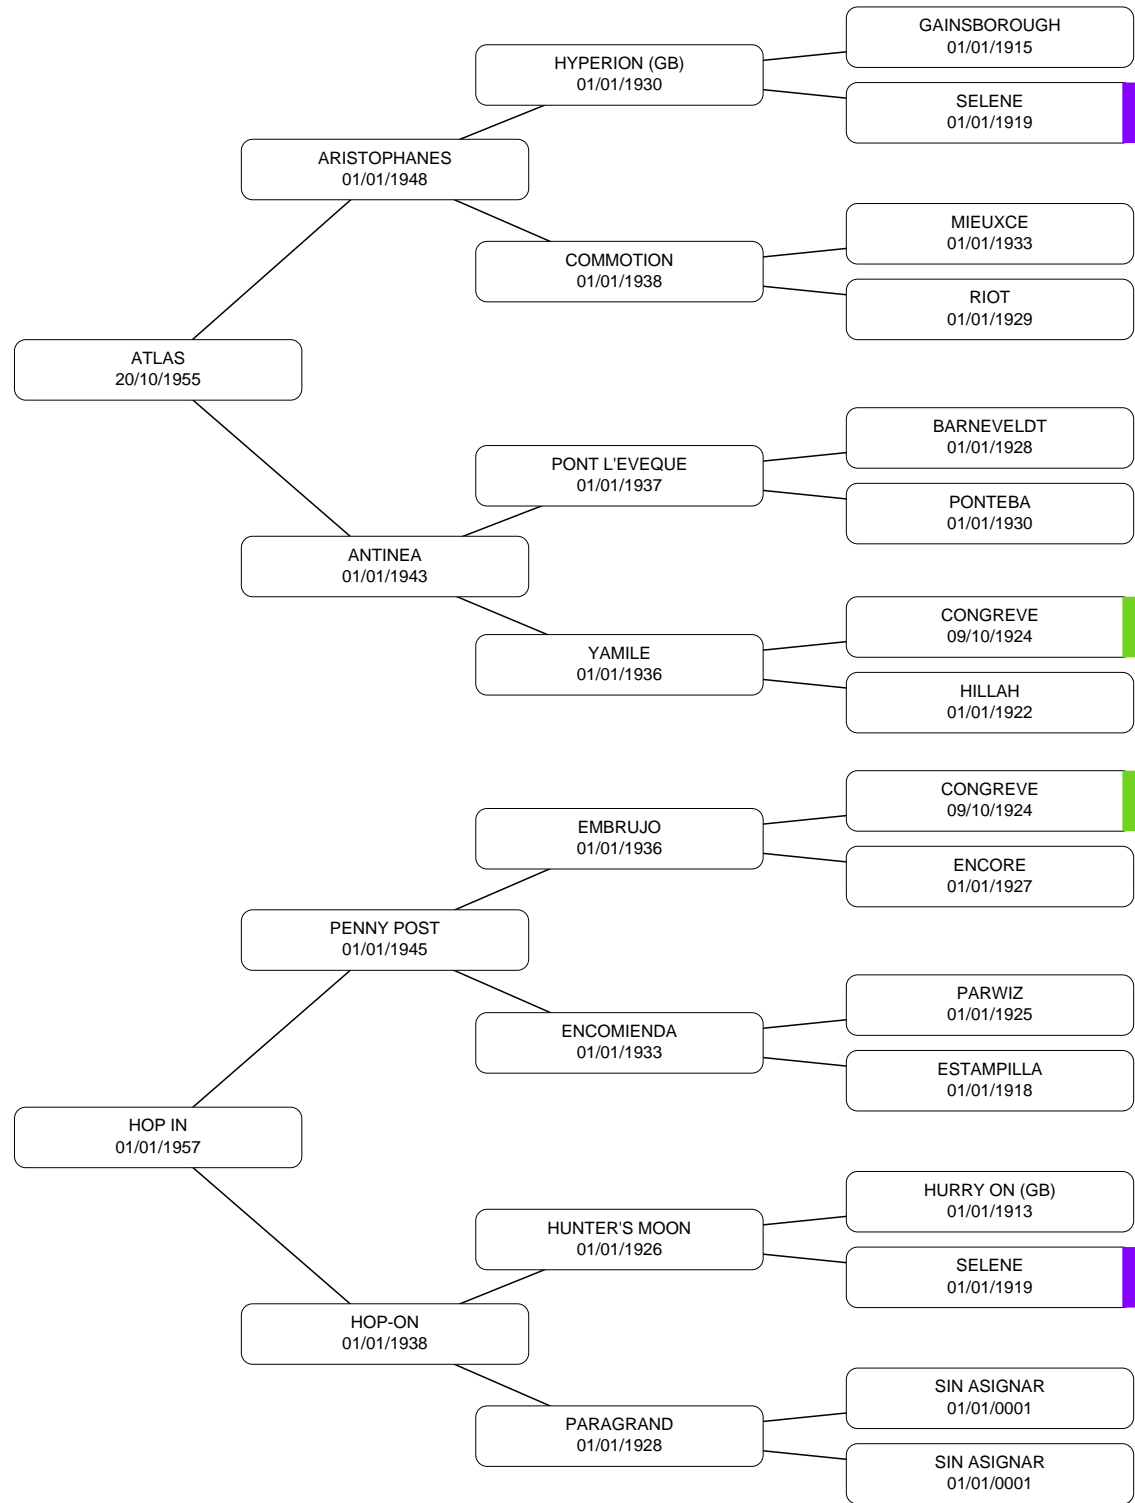 GAINSBOROUGH
01/01/1915
HYPERION (GB)
01/01/1930
SELENE
01/01/1919
ARISTOPHANES
01/01/1948
MIEUXCE
01/01/1933
COMMOTION
01/01/1938
RIOT
01/01/1929
ATLAS
20/10/1955
BARNEVELDT
01/01/1928
PONT L'EVEQUE
01/01/1937
PONTEBA
01/01/1930
ANTINEA
01/01/1943
CONGREVE
09/10/1924
YAMILE
01/01/1936
HILLAH
01/01/1922
CONGREVE
09/10/1924
EMBRUJO
01/01/1936
ENCORE
01/01/1927
PENNY POST
01/01/1945
PARWIZ
01/01/1925
ENCOMIENDA
01/01/1933
ESTAMPILLA
01/01/1918
HOP IN
01/01/1957
HURRY ON (GB)
01/01/1913
HUNTER'S MOON
01/01/1926
SELENE
01/01/1919
HOP-ON
01/01/1938
SIN ASIGNAR
01/01/0001
PARAGRAND
01/01/1928
SIN ASIGNAR
01/01/0001